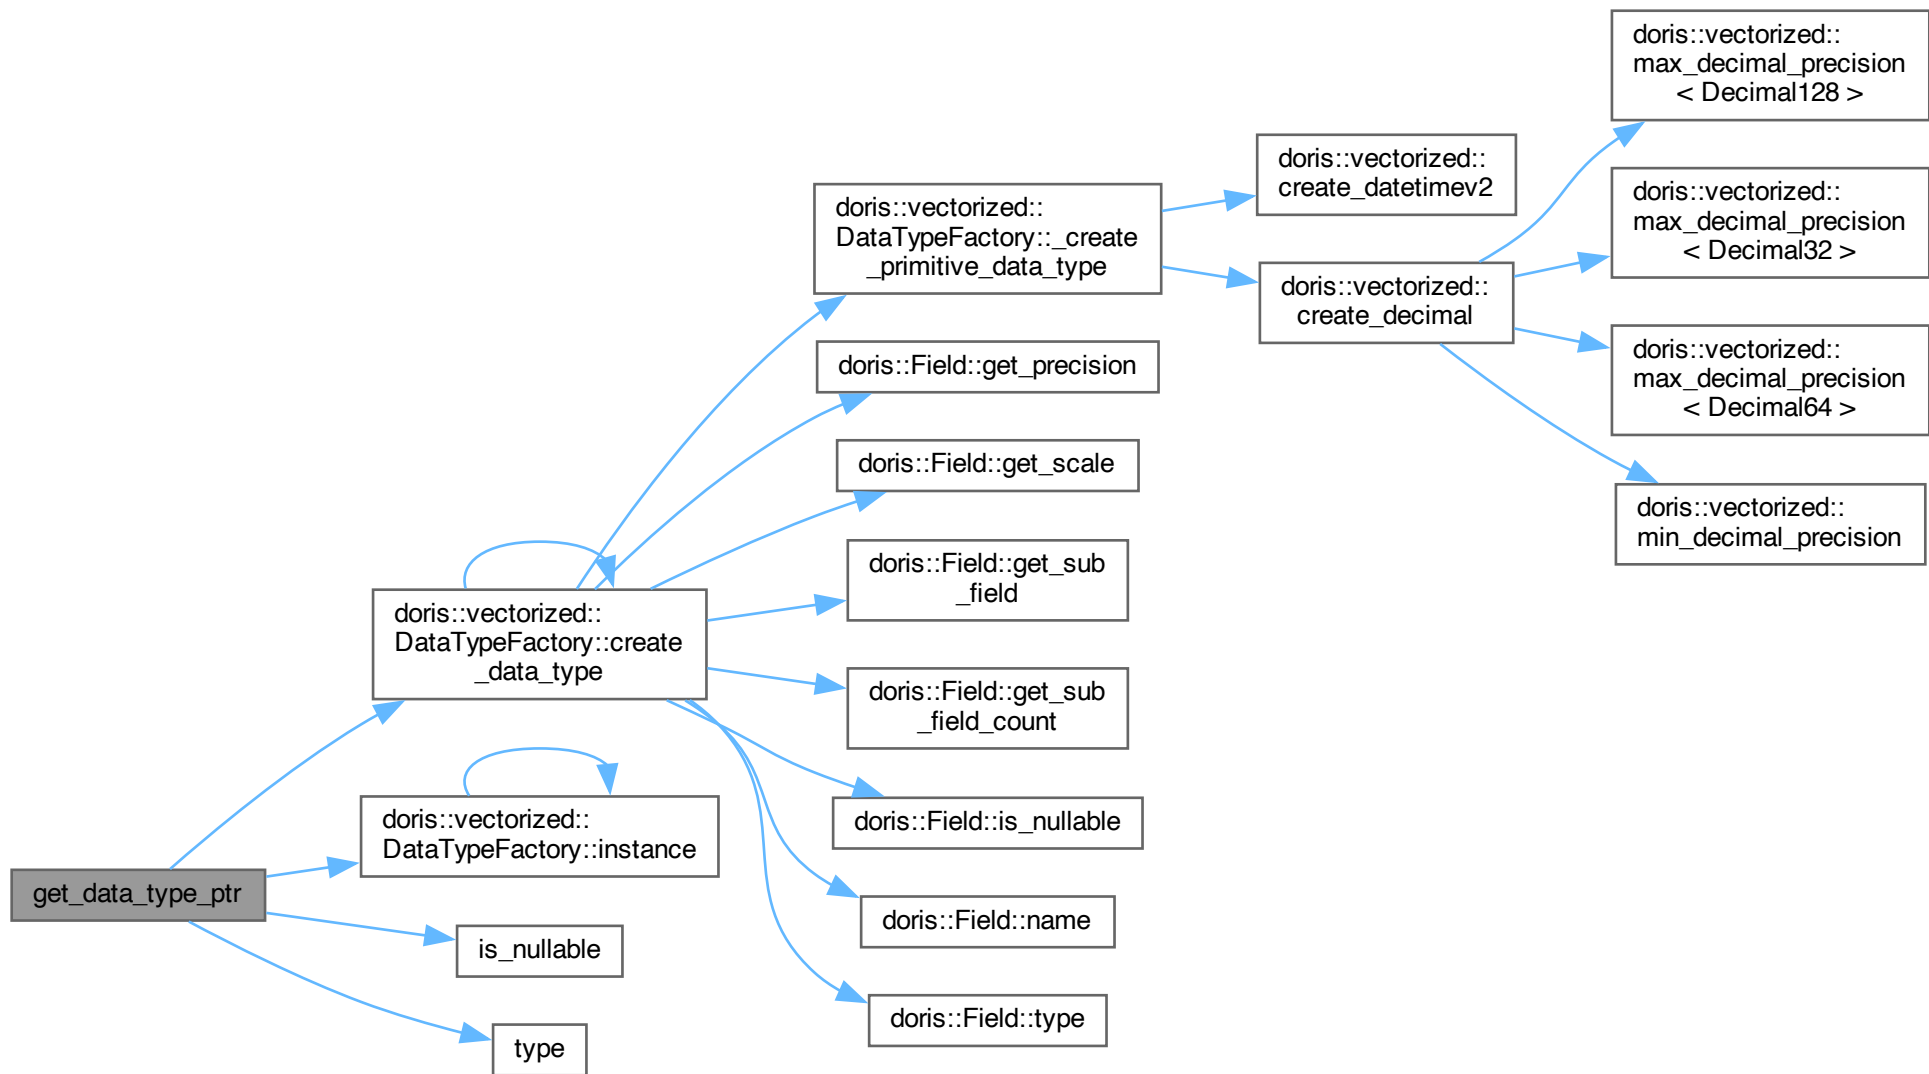 get_data_type_ptr
doris::vectorized::
DataTypeFactory::create
_data_type
doris::vectorized::
DataTypeFactory::instance
is_nullable
type
doris::vectorized::
DataTypeFactory::_create
_primitive_data_type
doris::Field::get_precision
doris::Field::get_scale
doris::Field::get_sub
_field
doris::Field::get_sub
_field_count
doris::Field::is_nullable
doris::Field::name
doris::Field::type
doris::vectorized::
create_datetimev2
doris::vectorized::
create_decimal
doris::vectorized::
max_decimal_precision
< Decimal128 >
doris::vectorized::
max_decimal_precision
< Decimal32 >
doris::vectorized::
max_decimal_precision
< Decimal64 >
doris::vectorized::
min_decimal_precision